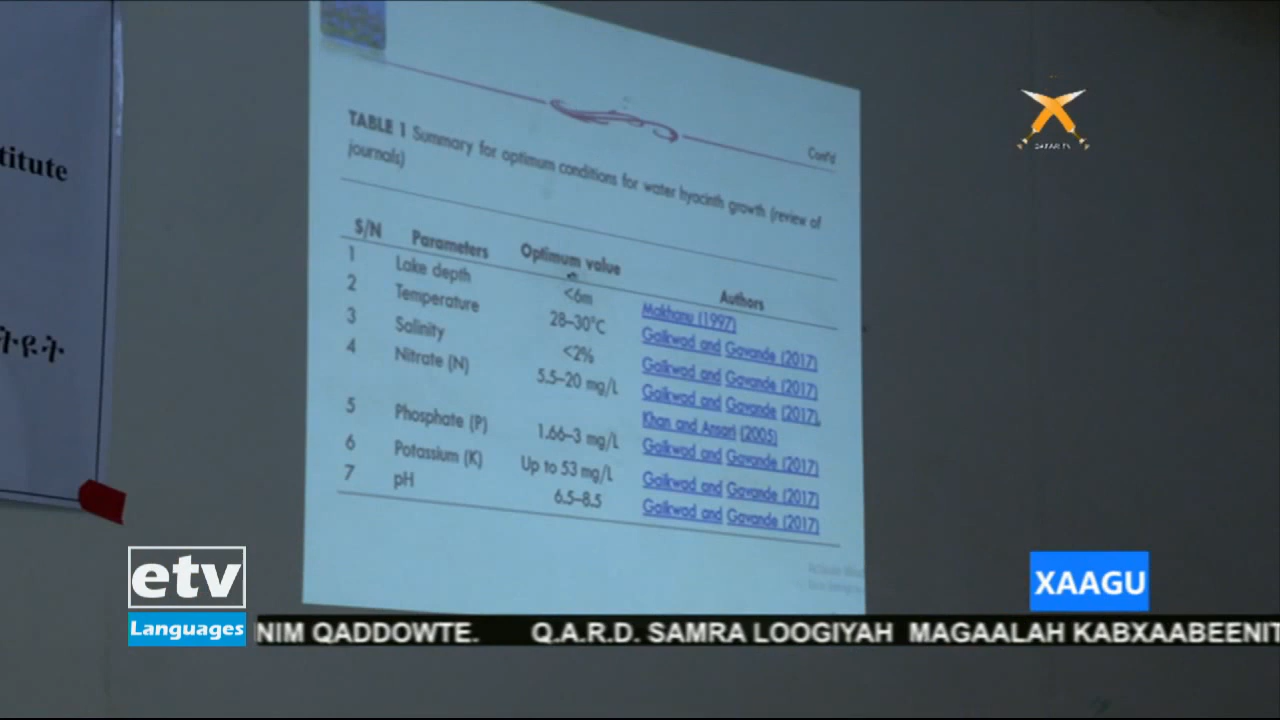 titute
ትዩት
Cont'd
TABLE 1 Summary for optimum conditions for water hyacinth growth (review of
journals)
S/N Parameters Optimum value Authors
1 Lake depth <6m Makhanu (1997)
2 Temperature 28–30°C Gaikwad and Gavande (2017)
3 Salinity <2% Gaikwad and Gavande (2017)
4 Nitrate (N) 5.5–20 mg/L Gaikwad and Gavande (2017),
Khan and Ansari (2005)
5 Phosphate (P) 1.66–3 mg/L Gaikwad and Gavande (2017)
6 Potassium (K) Up to 53 mg/L Gaikwad and Gavande (2017)
7 pH 6.5–8.5 Gaikwad and Gavande (2017)
etv
Languages
XAAGU
NIM QADDOWTE. Q.A.R.D. SAMRA LOOGIYAH MAGAALAH KABXAABEENIT